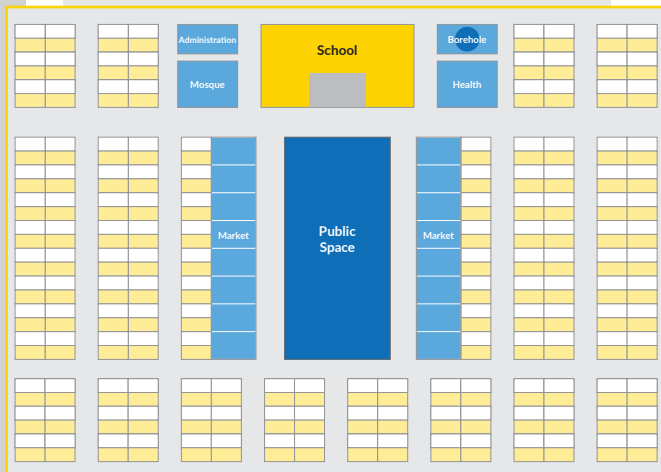 Administration
School
Borehole
Mosque
Health
Market
Public
Space
Market